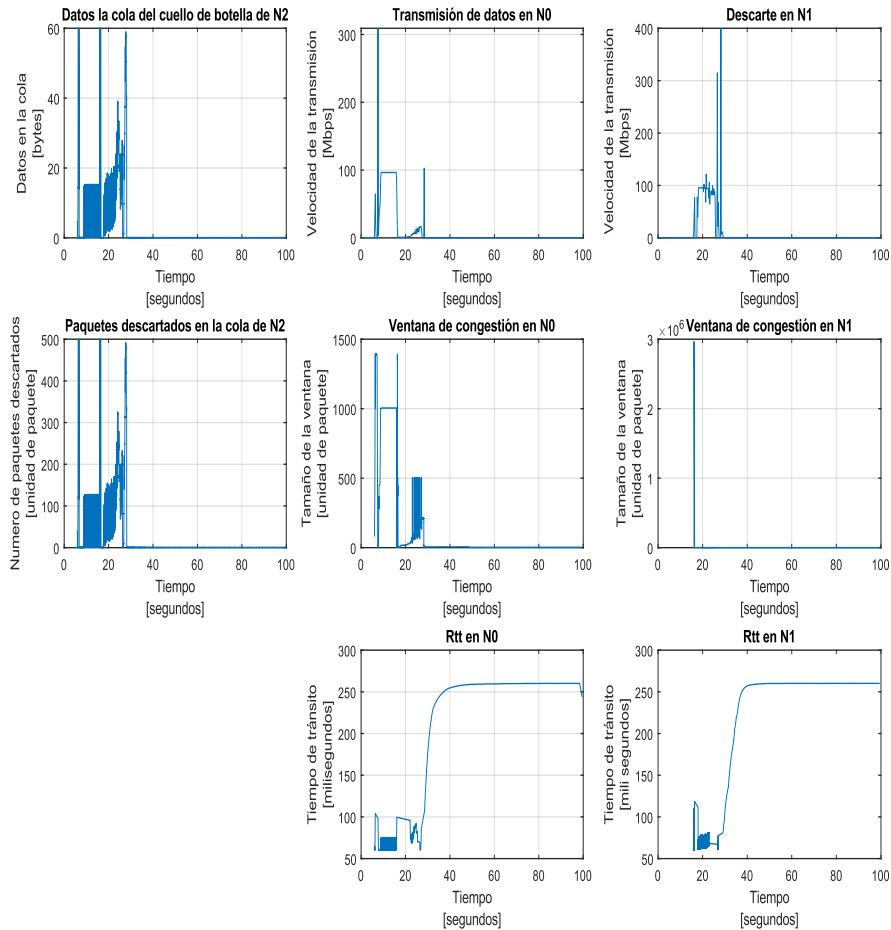 Datos la cola del cuello de botella de N2
Datos en la cola
[bytes]
60
40
20
0
0 20 40 60 80 100
Tiempo
[segundos]
Transmisión de datos en N0
Velocidad de la transmisión
[Mbps]
300
200
100
0
0 20 40 60 80 100
Tiempo
[segundos]
Descarte en N1
Velocidad de la transmisión
[Mbps]
400
300
200
100
0
0 20 40 60 80 100
Tiempo
[segundos]
Paquetes descartados en la cola de N2
Numero de paquetes descartados
[unidad de paquete]
500
400
300
200
100
0
0 20 40 60 80 100
Tiempo
[segundos]
Ventana de congestión en N0
Tamaño de la ventana
[unidad de paquete]
1500
1000
500
0
0 20 40 60 80 100
Tiempo
[segundos]
×10⁶ Ventana de congestión en N1
Tamaño de la ventana
[unidad de paquete]
3
2
1
0
0 20 40 60 80 100
Tiempo
[segundos]
Rtt en N0
Tiempo de tránsito
[milisegundos]
300
250
200
150
100
50
0 20 40 60 80 100
Tiempo
[segundos]
Rtt en N1
Tiempo de tránsito
[mili segundos]
300
250
200
150
100
50
0 20 40 60 80 100
Tiempo
[segundos]